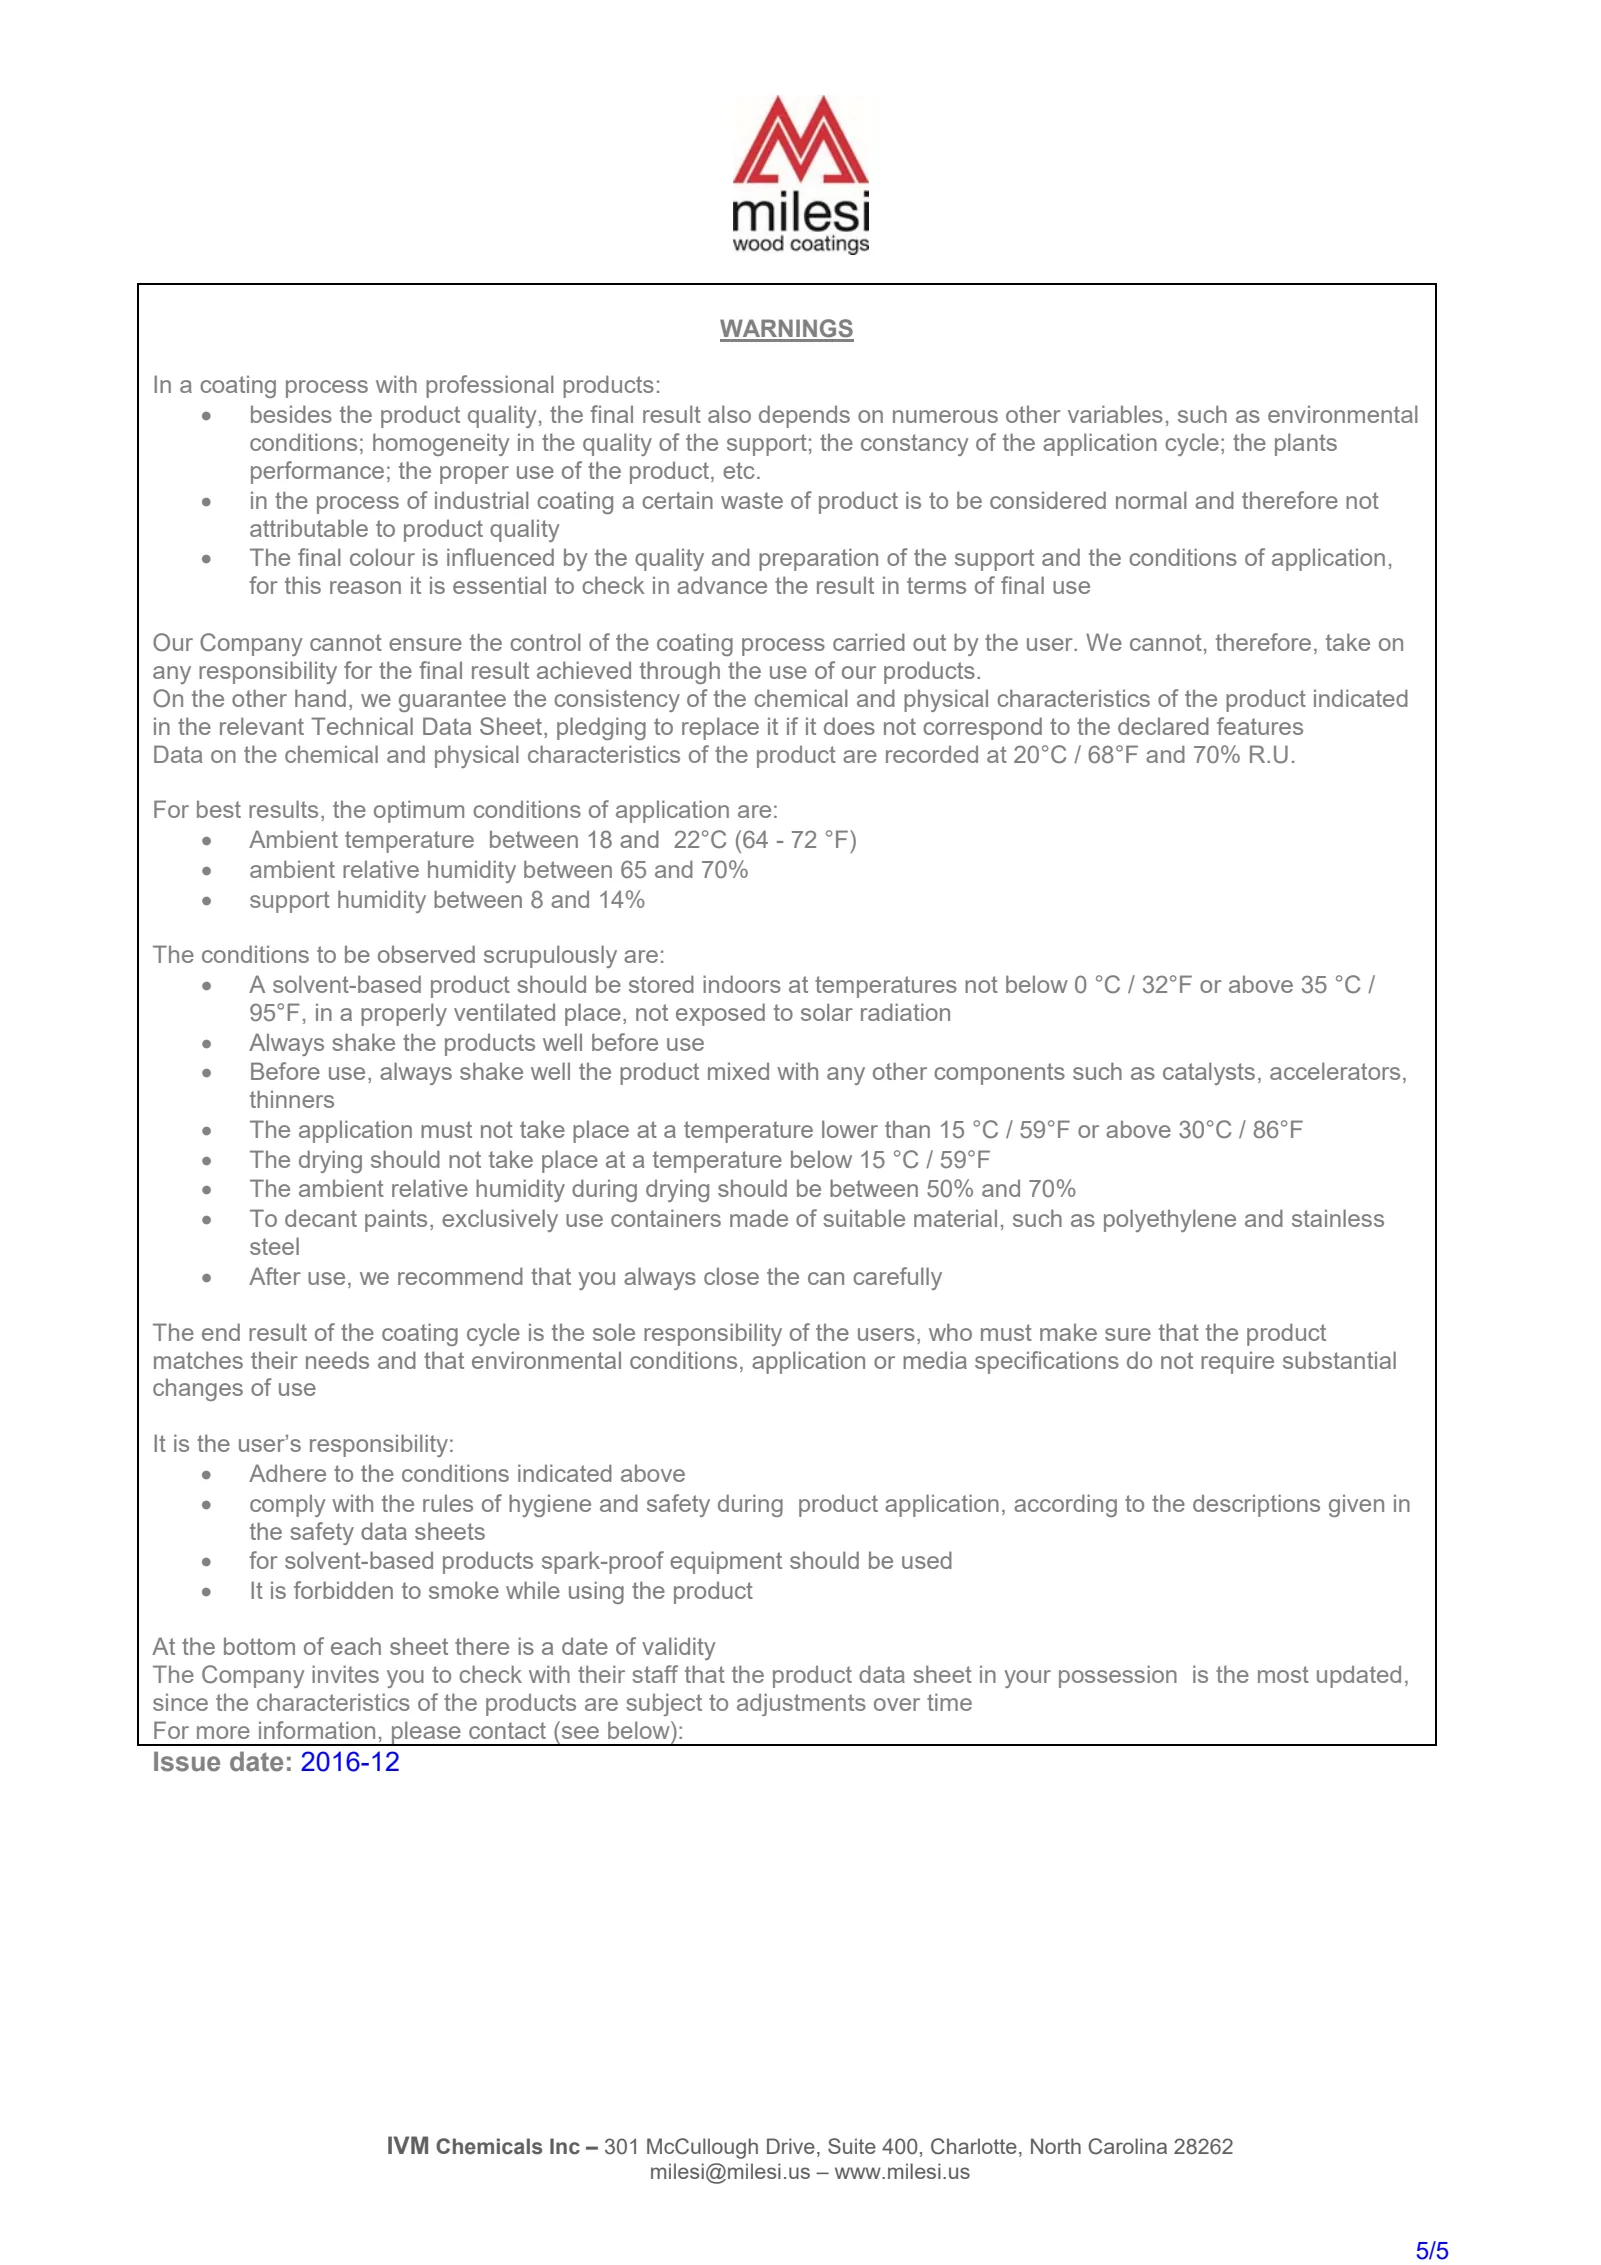 milesi
wood coatings
WARNINGS
In a coating process with professional products:
• besides the product quality, the final result also depends on numerous other variables, such as environmental
conditions; homogeneity in the quality of the support; the constancy of the application cycle; the plants
performance; the proper use of the product, etc.
• in the process of industrial coating a certain waste of product is to be considered normal and therefore not
attributable to product quality
• The final colour is influenced by the quality and preparation of the support and the conditions of application,
for this reason it is essential to check in advance the result in terms of final use
Our Company cannot ensure the control of the coating process carried out by the user. We cannot, therefore, take on
any responsibility for the final result achieved through the use of our products.
On the other hand, we guarantee the consistency of the chemical and physical characteristics of the product indicated
in the relevant Technical Data Sheet, pledging to replace it if it does not correspond to the declared features
Data on the chemical and physical characteristics of the product are recorded at 20°C / 68°F and 70% R.U.
For best results, the optimum conditions of application are:
• Ambient temperature  between 18 and  22°C (64 - 72 °F)
• ambient relative humidity between 65 and 70%
• support humidity between 8 and 14%
The conditions to be observed scrupulously are:
• A solvent-based product should be stored indoors at temperatures not below 0 °C / 32°F or above 35 °C /
95°F, in a properly ventilated place, not exposed to solar radiation
• Always shake the products well before use
• Before use, always shake well the product mixed with any other components such as catalysts, accelerators,
thinners
• The application must not take place at a temperature lower than 15 °C / 59°F or above 30°C / 86°F
• The drying should not take place at a temperature below 15 °C / 59°F
• The ambient relative humidity during drying should be between 50% and 70%
• To decant paints, exclusively use containers made of suitable material, such as polyethylene and stainless
steel
• After use, we recommend that you always close the can carefully
The end result of the coating cycle is the sole responsibility of the users, who must make sure that the product
matches their needs and that environmental conditions, application or media specifications do not require substantial
changes of use
It is the user’s responsibility:
• Adhere to the conditions indicated above
• comply with the rules of hygiene and safety during  product application, according to the descriptions given in
the safety data sheets
• for solvent-based products spark-proof equipment should be used
• It is forbidden to smoke while using the product
At the bottom of each sheet there is a date of validity
The Company invites you to check with their staff that the product data sheet in your possession  is the most updated,
since the characteristics of the products are subject to adjustments over time
For more information, please contact (see below):
Issue date: 2016-12
IVM Chemicals Inc – 301 McCullough Drive, Suite 400, Charlotte, North Carolina 28262
milesi@milesi.us – www.milesi.us
5/5